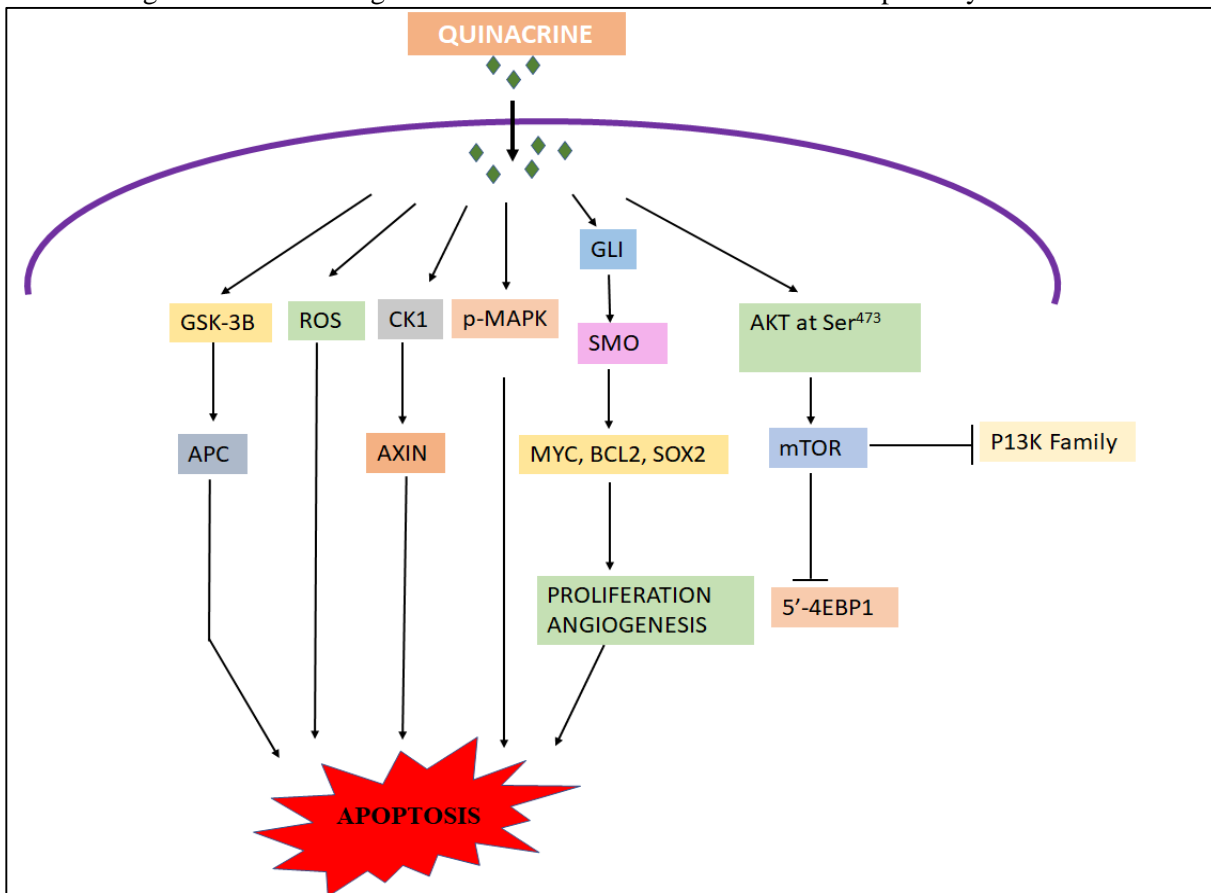 QUINACRINE
GLI
GSK-3B
ROS
CK1
p-MAPK
AKT at Ser473
SMO
APC
AXIN
MYC, BCL2, SOX2
mTOR
P13K Family
PROLIFERATION
ANGIOGENESIS
5’-4EBP1
APOPTOSIS